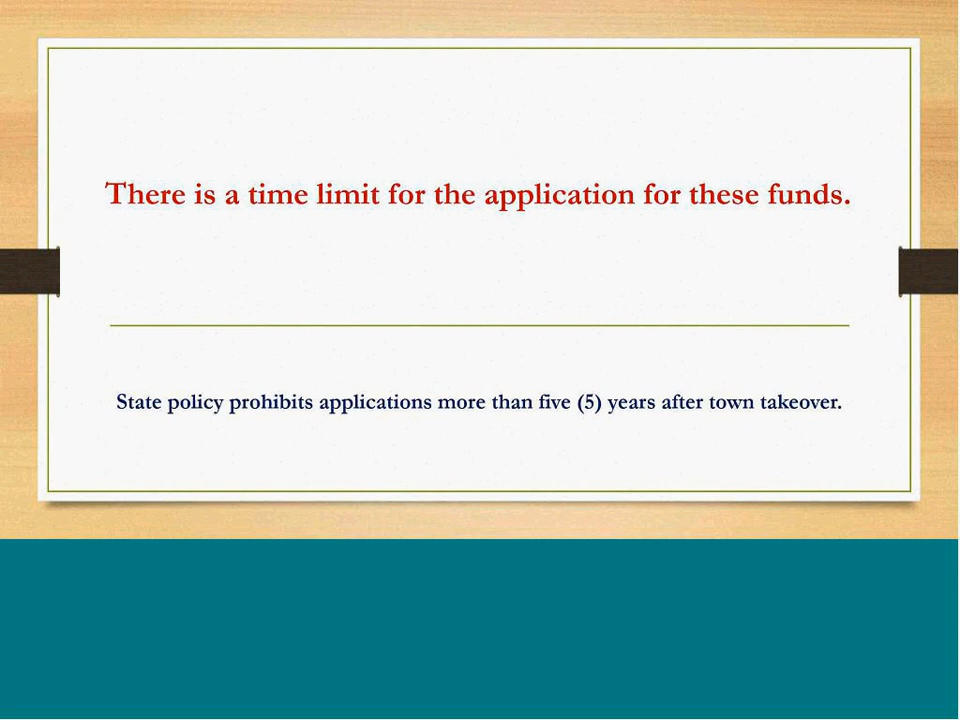 There is a time limit for the application for these funds.
State policy prohibits applications more than five (5) years after town takeover.